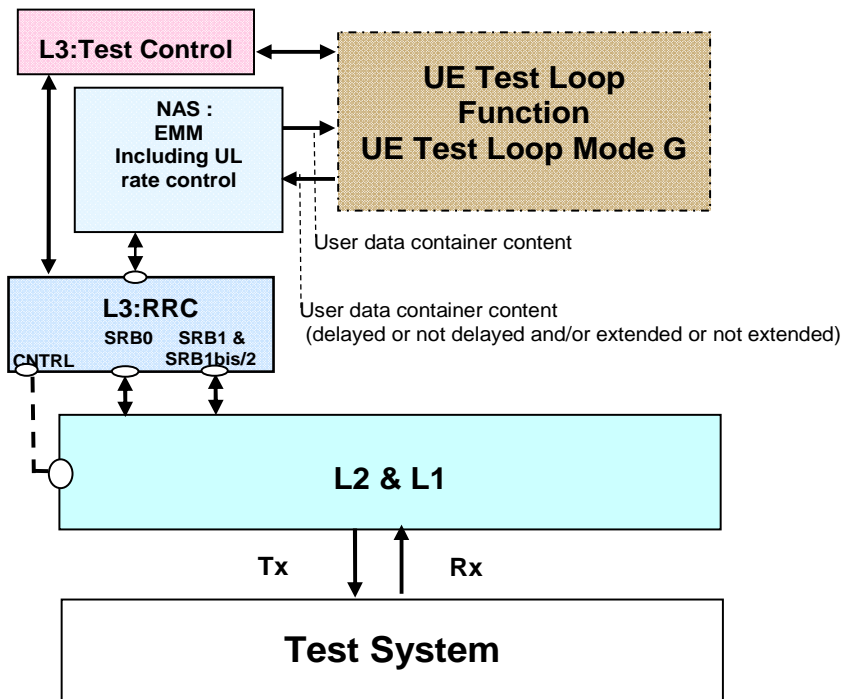 L3:Test Control
UE Test Loop
Function
UE Test Loop Mode G
NAS :
EMM
Including UL
rate control
User data container content
User data container content
(delayed or not delayed and/or extended or not extended)
L3:RRC
SRB0
SRB1 &
SRB1bis/2
CNTRL
L2 & L1
Tx
Rx
Test System